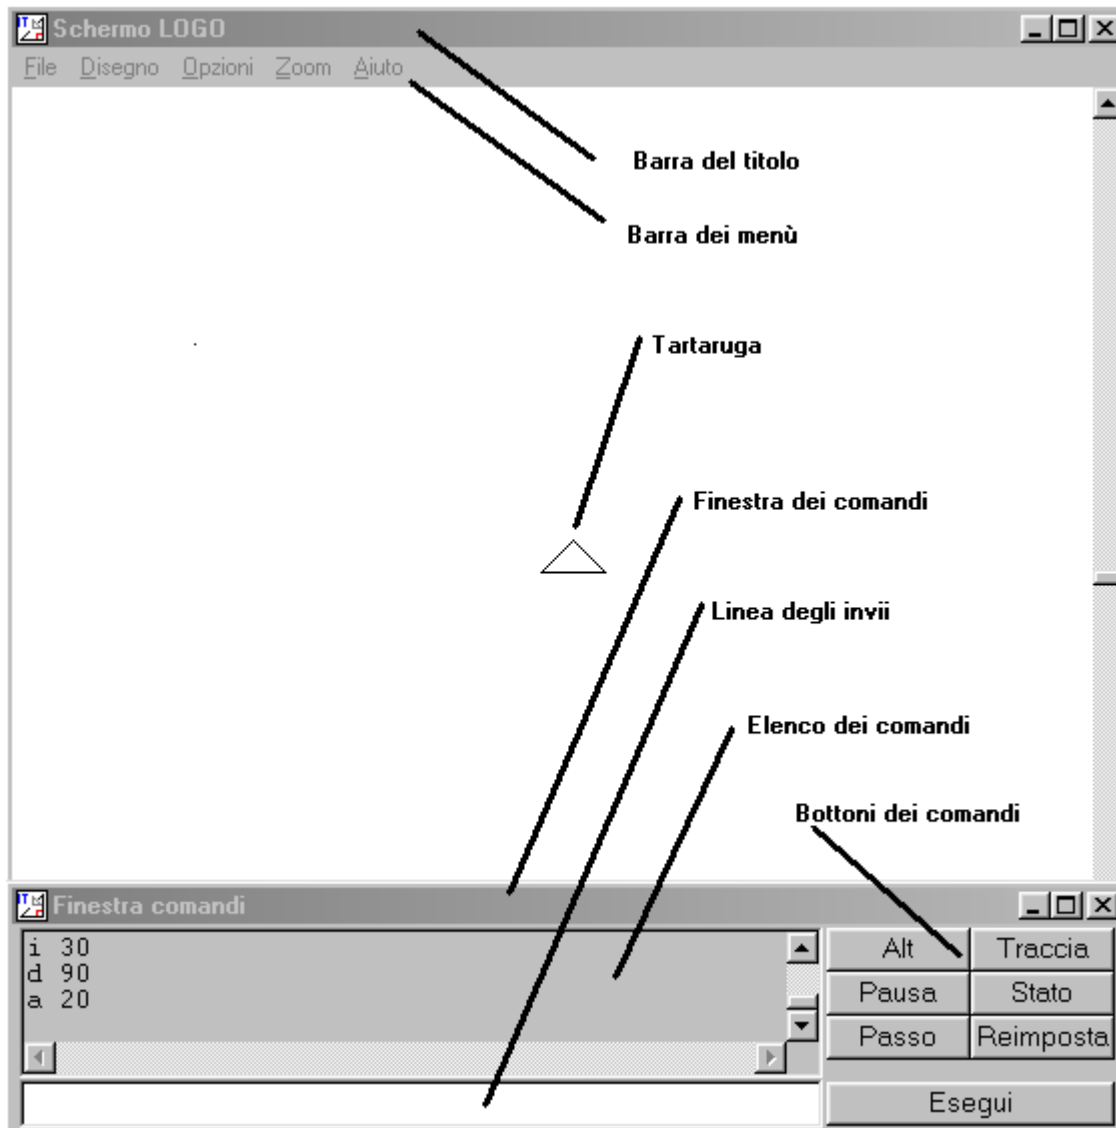 Schermo LOGO
File Disegno Opzioni Zoom Aiuto
Barra del titolo
Barra dei menù
Tartaruga
Finestra dei comandi
Linea degli invii
Elenco dei comandi
Bottoni dei comandi
Finestra comandi
i 30
d 90
a 20
Alt Traccia
Pausa Stato
Passo Reimposta
Esegui